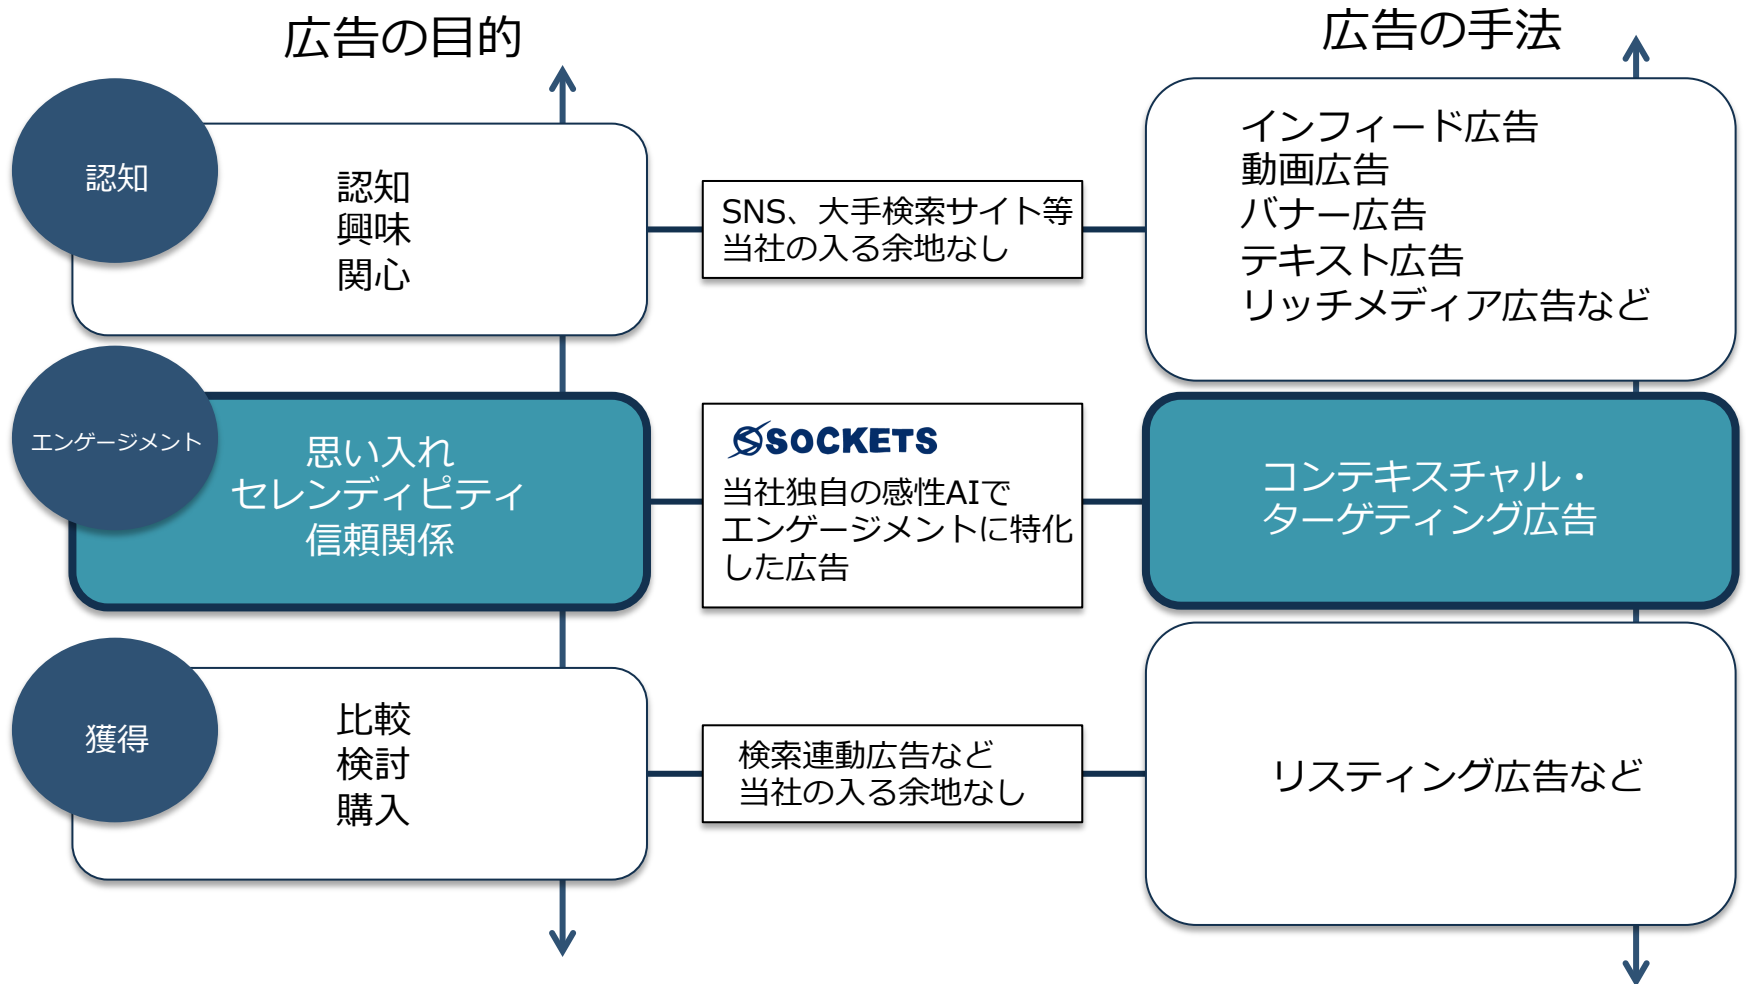 広告の目的
広告の手法
認知
認知
興味
関心
SNS、大手検索サイト等
当社の入る余地なし
インフィード広告
動画広告
バナー広告
テキスト広告
リッチメディア広告など
エンゲージメント
思い入れ
セレンディピティ
信頼関係
SOCKETS
当社独自の感性AIで
エンゲージメントに特化
した広告
コンテキスチャル・
ターゲティング広告
獲得
比較
検討
購入
検索連動広告など
当社の入る余地なし
リスティング広告など